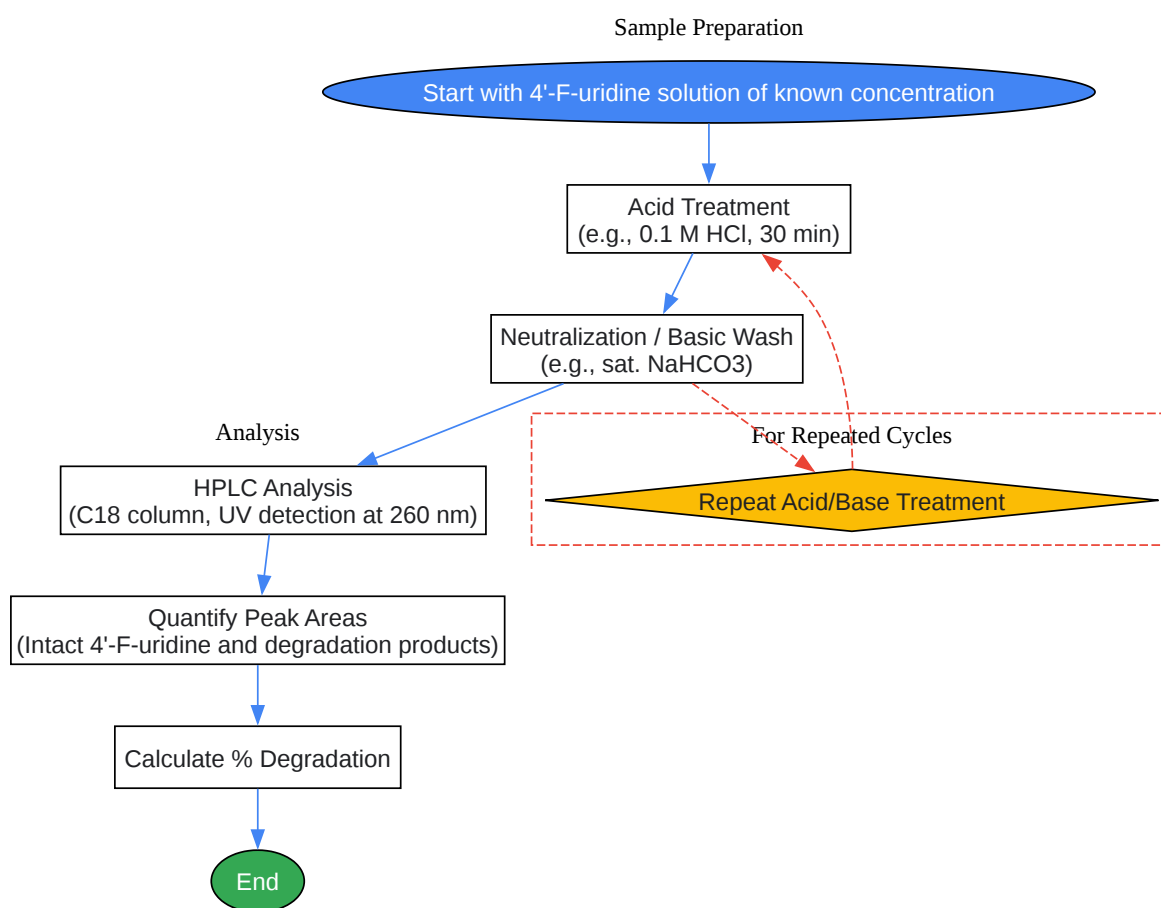 Sample Preparation
Start with 4'-F-uridine solution of known concentration
Acid Treatment
(e.g., 0.1 M HCl, 30 min)
Neutralization / Basic Wash
(e.g., sat. NaHCO3)
Analysis
For Repeated Cycles
HPLC Analysis
(C18 column, UV detection at 260 nm)
Repeat Acid/Base Treatment
Quantify Peak Areas
(Intact 4'-F-uridine and degradation products)
Calculate % Degradation
End